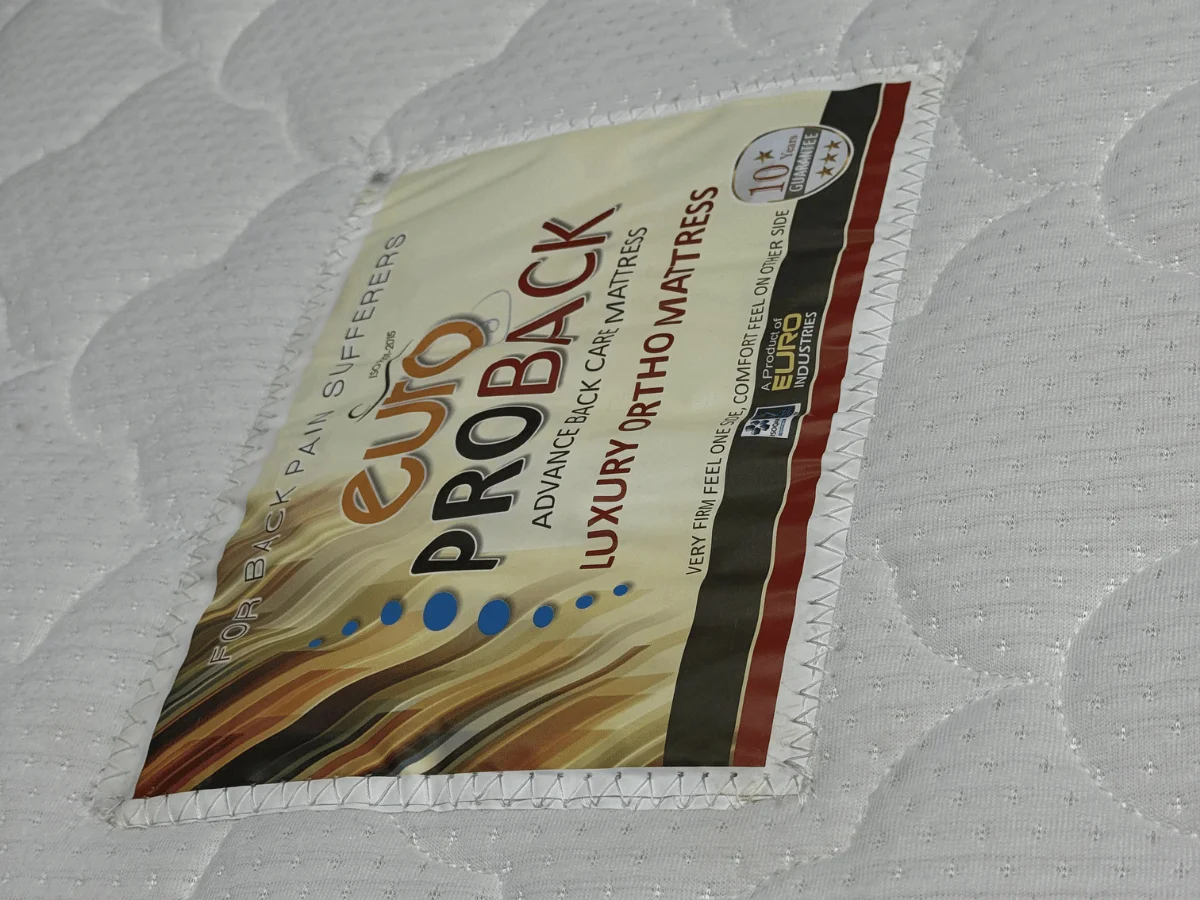 FOR BACK PAIN SUFFERERS
euro
PROBACK
ADVANCE BACK CARE MATTRESS
LUXURY ORTHO MATTRESS
VERY FIRM FEEL ONE SIDE, COMFORT FEEL ON OTHER SIDE
10 Years
GUARANTEE
A Product of
EURO
INDUSTRIES